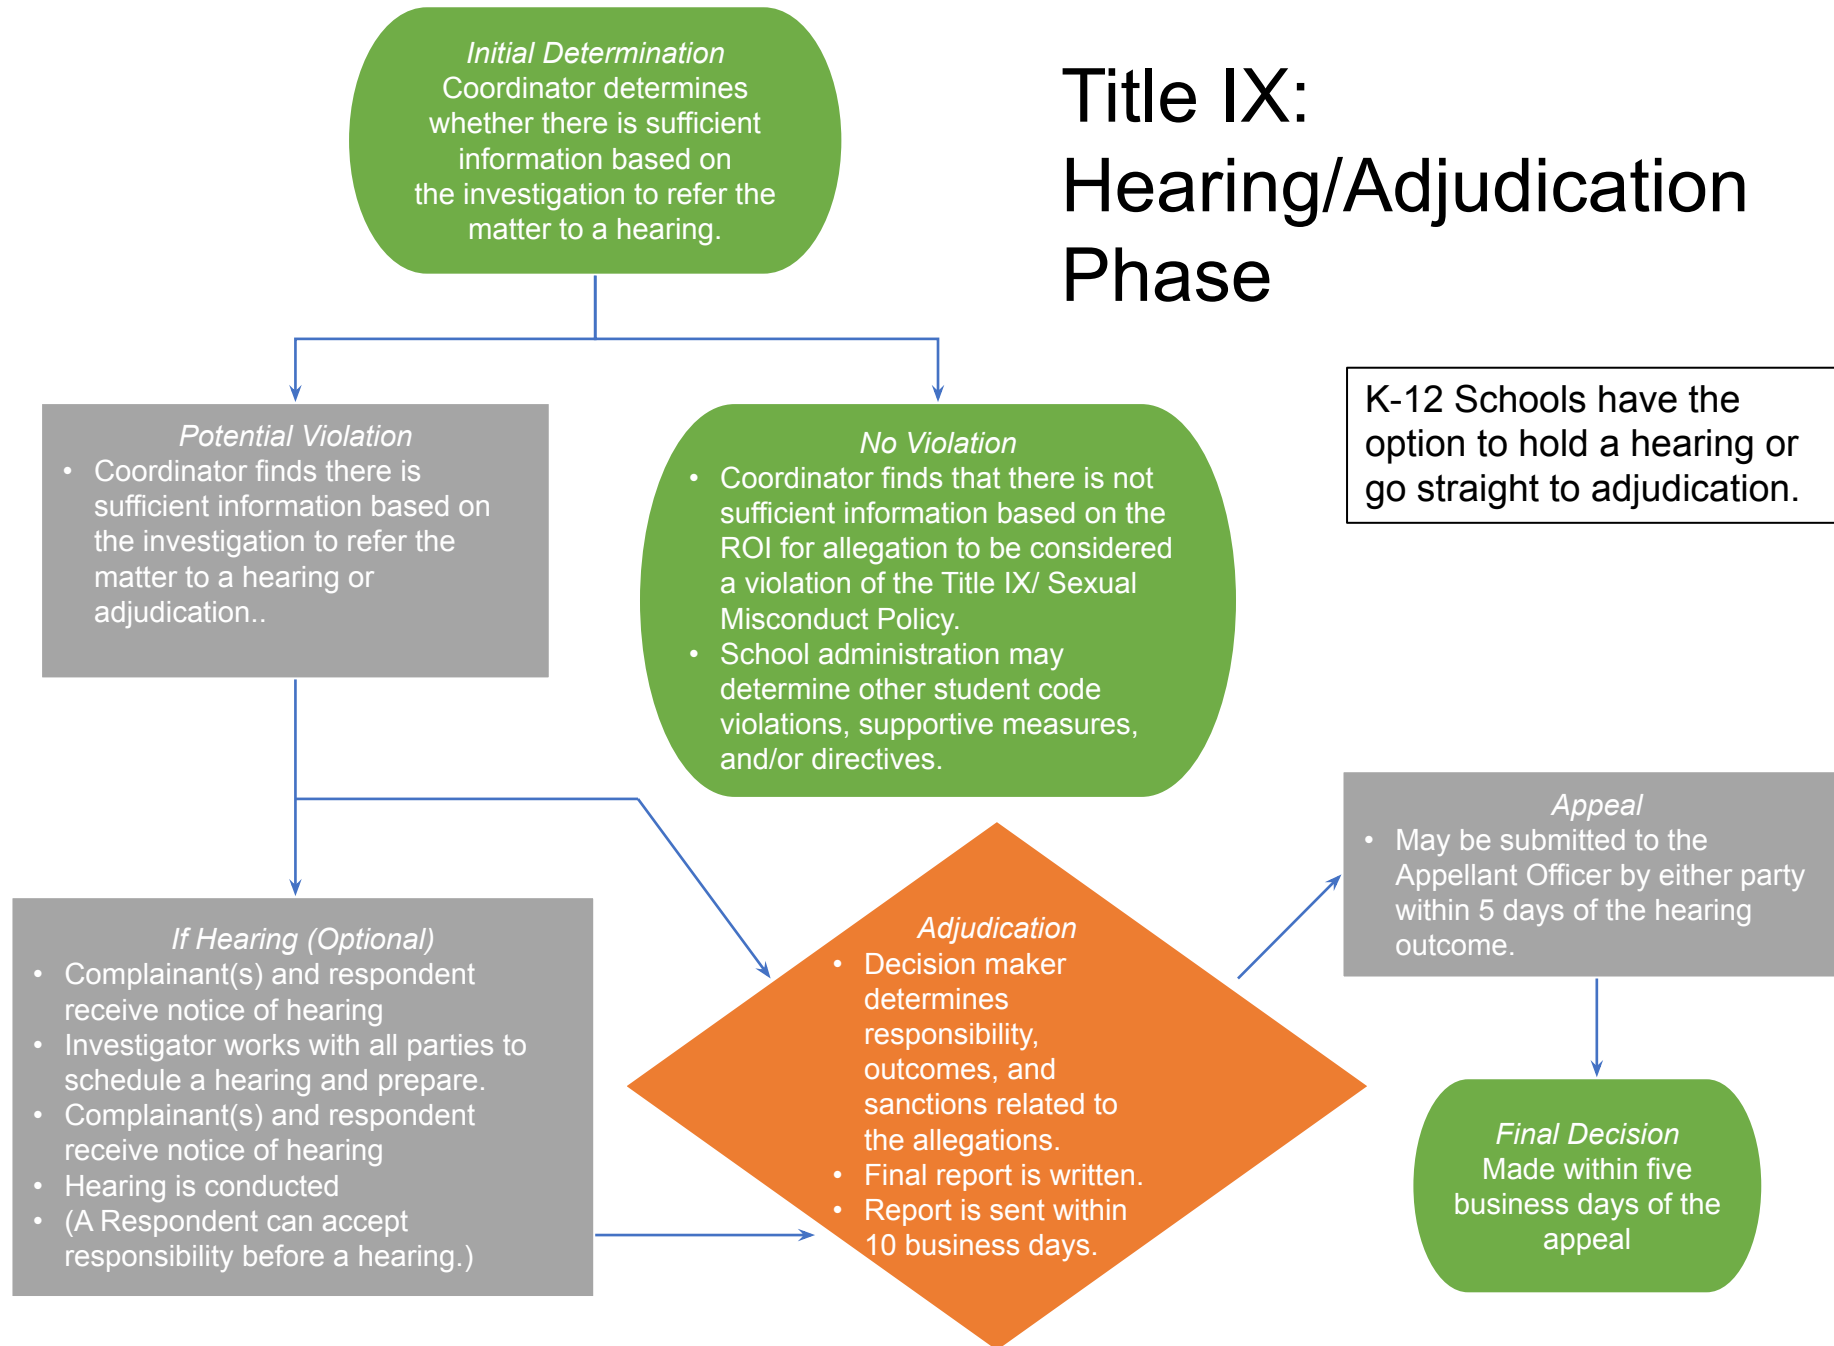 Initial Determination
Coordinator determines
whether there is sufficient
information based on
the investigation to refer the
matter to a hearing.
Title IX:
Hearing/Adjudication
Phase
K-12 Schools have the
option to hold a hearing or
go straight to adjudication.
Potential Violation
• Coordinator finds there is
sufficient information based on
the investigation to refer the
matter to a hearing or
adjudication..
No Violation
• Coordinator finds that there is not
sufficient information based on the
ROI for allegation to be considered
a violation of the Title IX/ Sexual
Misconduct Policy.
• School administration may
determine other student code
violations, supportive measures,
and/or directives.
If Hearing (Optional)
• Complainant(s) and respondent
receive notice of hearing
• Investigator works with all parties to
schedule a hearing and prepare.
• Complainant(s) and respondent
receive notice of hearing
• Hearing is conducted
• (A Respondent can accept
responsibility before a hearing.)
Adjudication
• Decision maker
determines
responsibility,
outcomes, and
sanctions related to
the allegations.
• Final report is written.
• Report is sent within
10 business days.
Appeal
• May be submitted to the
Appellant Officer by either party
within 5 days of the hearing
outcome.
Final Decision
Made within five
business days of the
appeal